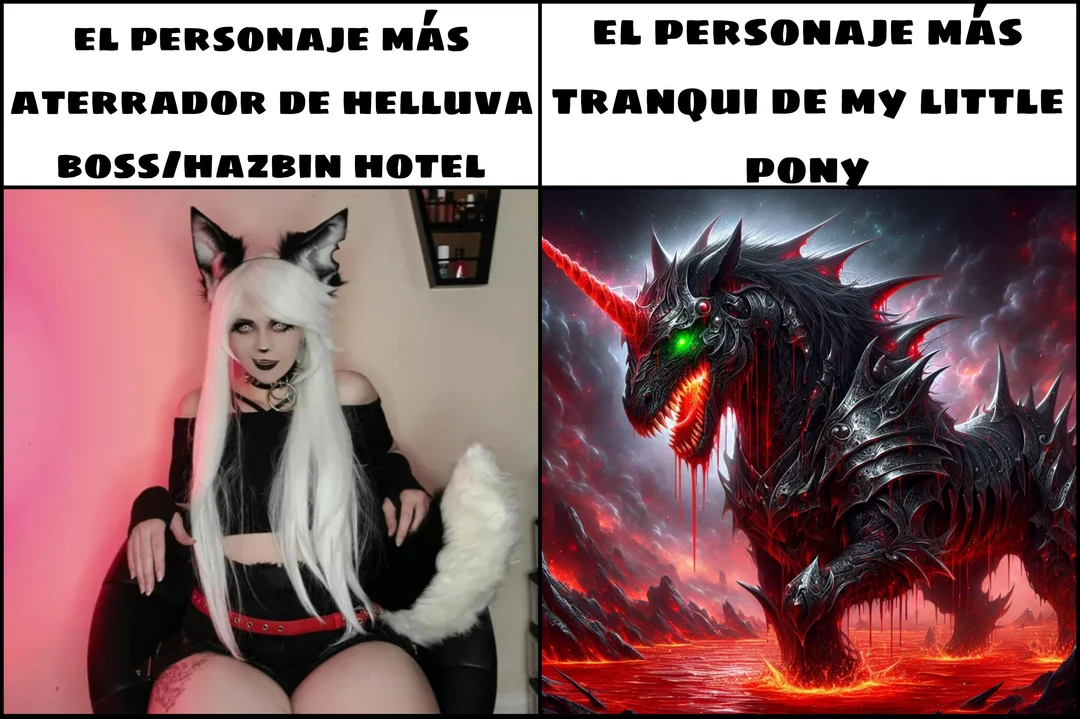 EL PERSONAJE MÁS
ATERRADOR DE HELLUVA
BOSS/HAZBIN HOTEL
EL PERSONAJE MÁS
TRANQUI DE MY LITTLE
PONY